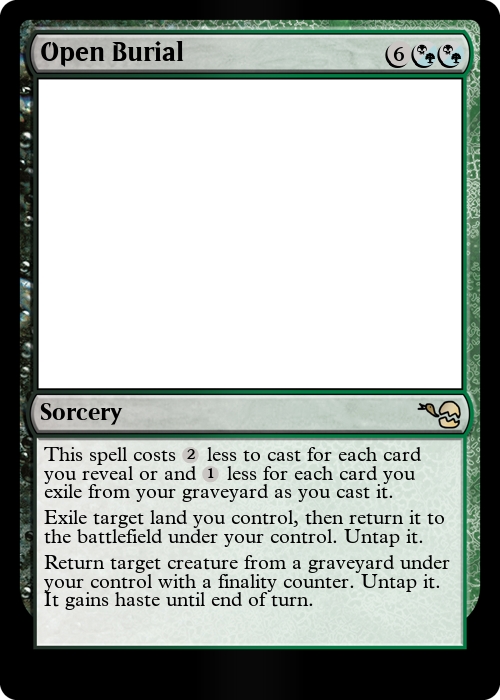 Open Burial 6
Sorcery
This spell costs 2 less to cast for each card
you reveal or and 1 less for each card you
exile from your graveyard as you cast it.
Exile target land you control, then return it to
the battlefield under your control. Untap it.
Return target creature from a graveyard under
your control with a finality counter. Untap it.
It gains haste until end of turn.